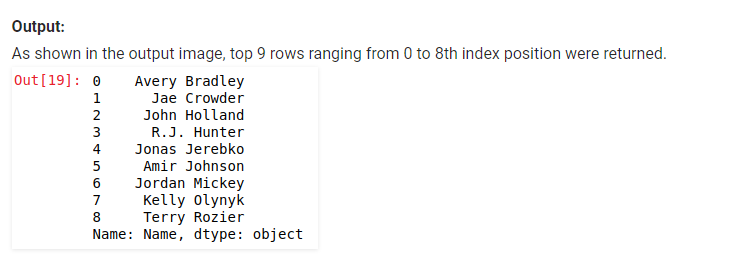 Output:
As shown in the output image, top 9 rows ranging from 0 to 8th index position were returned.
Out[19]: 0    Avery Bradley
1      Jae Crowder
2     John Holland
3      R.J. Hunter
4    Jonas Jerebko
5     Amir Johnson
6    Jordan Mickey
7     Kelly Olynyk
8     Terry Rozier
Name: Name, dtype: object